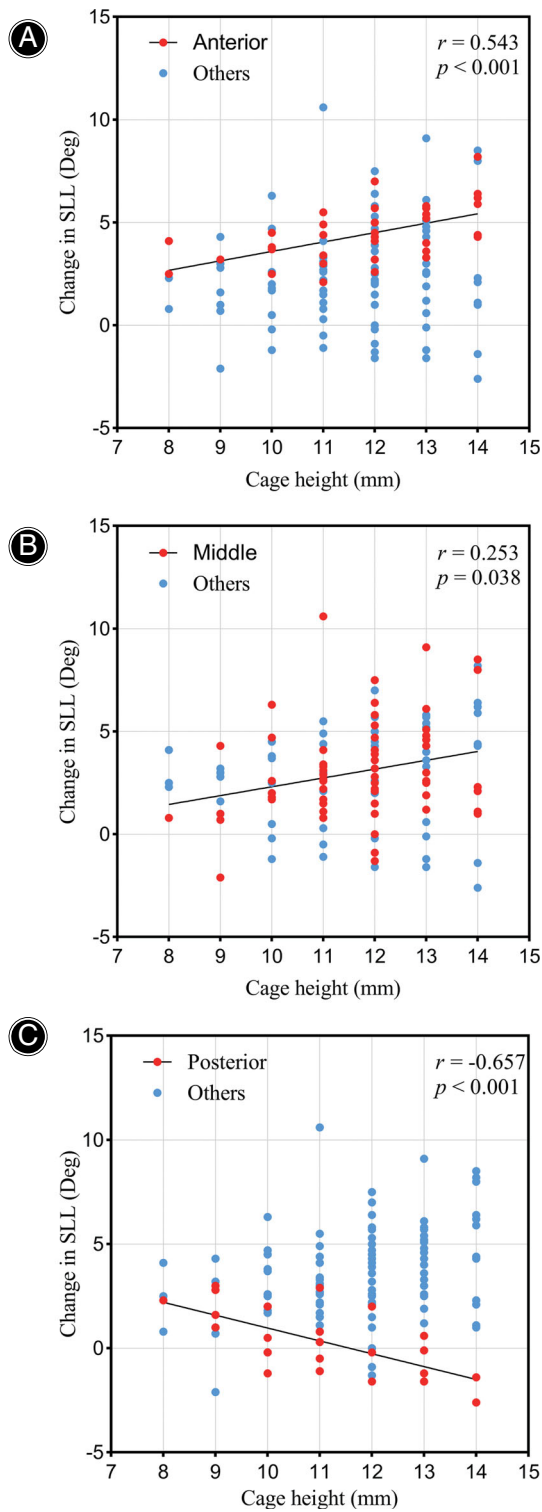 A
15
10
5
0
-5
Change in SLL (Deg)
Anterior
Others
r = 0.543
p < 0.001
7 8 9 10 11 12 13 14 15
Cage height (mm)
B
15
10
5
0
-5
Change in SLL (Deg)
Middle
Others
r = 0.253
p = 0.038
7 8 9 10 11 12 13 14 15
Cage height (mm)
C
15
10
5
0
-5
Change in SLL (Deg)
Posterior
Others
r = -0.657
p < 0.001
7 8 9 10 11 12 13 14 15
Cage height (mm)